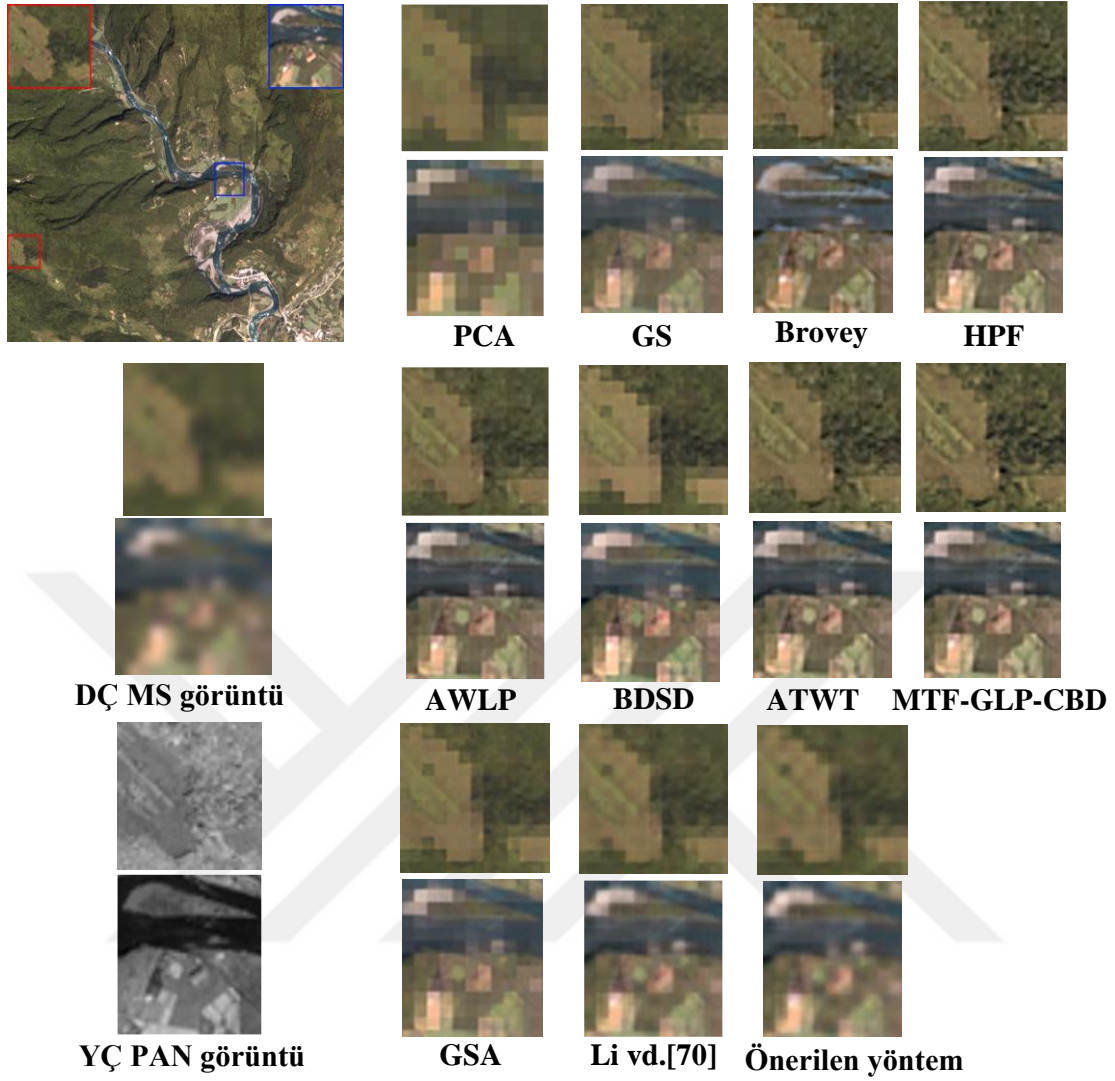 PCA GS Brovey HPF
DÇ MS görüntü AWLP BDSD ATWT MTF-GLP-CBD
YÇ PAN görüntü GSA Li vd.[70] Önerilen yöntem